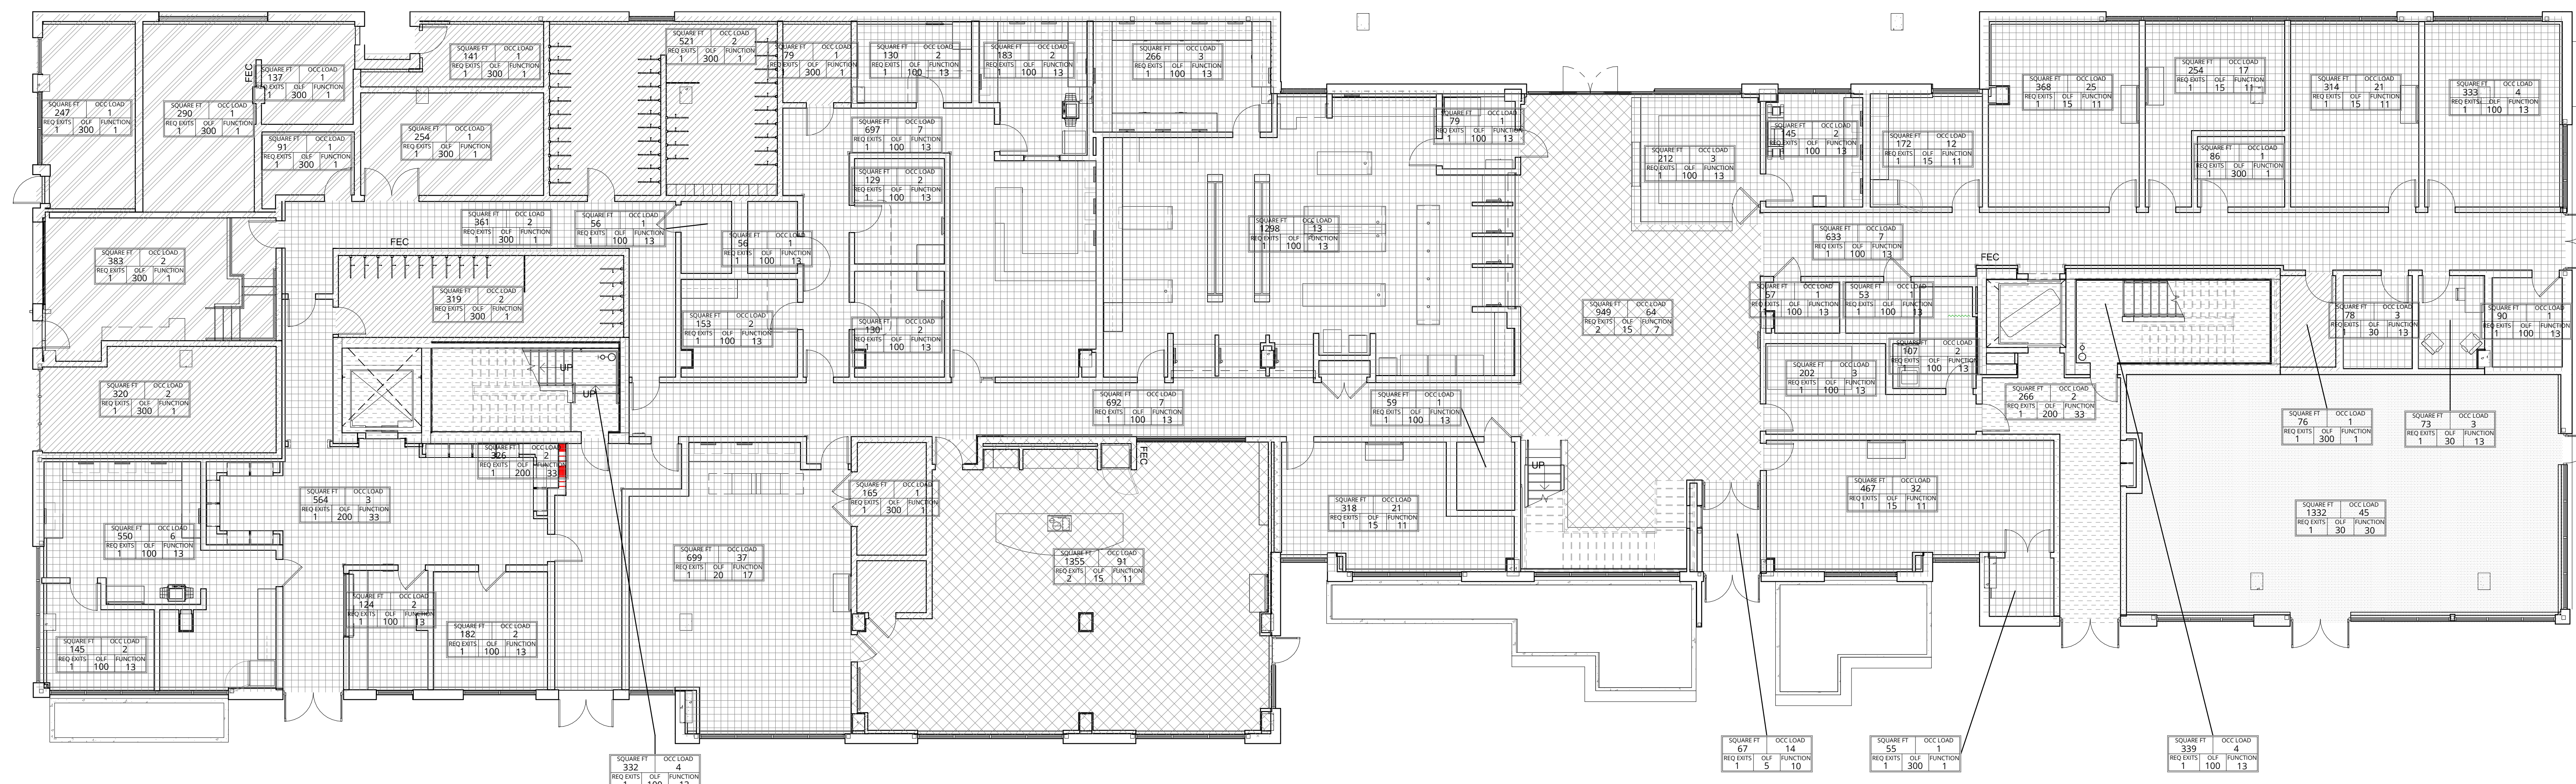 SQUARE FT OCC LOAD
247 1
REQ EXITS OLF FUNCTION
1 300 1
SQUARE FT OCC LOAD
290 1
REQ EXITS OLF FUNCTION
1 300 1
FEC
SQUARE FT OCC LOAD
137 1
REQ EXITS OLF FUNCTION
1 300 1
SQUARE FT OCC LOAD
91 1
REQ EXITS OLF FUNCTION
1 300 1
SQUARE FT OCC LOAD
141 1
REQ EXITS OLF FUNCTION
1 300 1
SQUARE FT OCC LOAD
254 1
REQ EXITS OLF FUNCTION
1 300 1
SQUARE FT OCC LOAD
521 2
REQ EXITS OLF FUNCTION
1 300 1
SQUARE FT OCC LOAD
79 1
REQ EXITS OLF FUNCTION
1 300 1
SQUARE FT OCC LOAD
130 2
REQ EXITS OLF FUNCTION
1 100 13
SQUARE FT OCC LOAD
183 2
REQ EXITS OLF FUNCTION
1 100 13
SQUARE FT OCC LOAD
266 3
REQ EXITS OLF FUNCTION
1 100 13
SQUARE FT OCC LOAD
697 7
REQ EXITS OLF FUNCTION
1 100 13
SQUARE FT OCC LOAD
129 2
REQ EXITS OLF FUNCTION
1 100 13
SQUARE FT OCC LOAD
79 1
REQ EXITS OLF FUNCTION
1 100 13
SQUARE FT OCC LOAD
212 3
REQ EXITS OLF FUNCTION
1 100 13
SQUARE FT OCC LOAD
145 2
REQ EXITS OLF FUNCTION
1 100 13
SQUARE FT OCC LOAD
172 12
REQ EXITS OLF FUNCTION
1 15 11
SQUARE FT OCC LOAD
368 25
REQ EXITS OLF FUNCTION
1 15 11
SQUARE FT OCC LOAD
254 17
REQ EXITS OLF FUNCTION
1 15 11
SQUARE FT OCC LOAD
86 1
REQ EXITS OLF FUNCTION
1 300 1
SQUARE FT OCC LOAD
314 21
REQ EXITS OLF FUNCTION
1 15 11
SQUARE FT OCC LOAD
333 4
REQ EXITS OLF FUNCTION
1 100 13
SQUARE FT OCC LOAD
383 2
REQ EXITS OLF FUNCTION
1 300 1
FEC
SQUARE FT OCC LOAD
361 2
REQ EXITS OLF FUNCTION
1 300 1
SQUARE FT OCC LOAD
56 1
REQ EXITS OLF FUNCTION
1 100 13
SQUARE FT OCC LOAD
56 1
REQ EXITS OLF FUNCTION
1 100 13
SQUARE FT OCC LOAD
1298 13
REQ EXITS OLF FUNCTION
1 100 13
SQUARE FT OCC LOAD
633 7
REQ EXITS OLF FUNCTION
1 100 13
FEC
SQUARE FT OCC LOAD
319 2
REQ EXITS OLF FUNCTION
1 300 1
SQUARE FT OCC LOAD
153 2
REQ EXITS OLF FUNCTION
1 100 13
SQUARE FT OCC LOAD
130 2
REQ EXITS OLF FUNCTION
1 100 13
SQUARE FT OCC LOAD
949 64
REQ EXITS OLF FUNCTION
2 15 7
SQUARE FT OCC LOAD
57 1
REQ EXITS OLF FUNCTION
1 100 13
SQUARE FT OCC LOAD
53 1
REQ EXITS OLF FUNCTION
1 100 13
SQUARE FT OCC LOAD
107 2
REQ EXITS OLF FUNCTION
1 100 13
SQUARE FT OCC LOAD
202 3
REQ EXITS OLF FUNCTION
1 100 13
SQUARE FT OCC LOAD
78 3
REQ EXITS OLF FUNCTION
1 30 13
SQUARE FT OCC LOAD
90 1
REQ EXITS OLF FUNCTION
1 100 13
SQUARE FT OCC LOAD
320 2
REQ EXITS OLF FUNCTION
1 300 1
UP
UP
SQUARE FT OCC LOAD
692 7
REQ EXITS OLF FUNCTION
1 100 13
SQUARE FT OCC LOAD
59 1
REQ EXITS OLF FUNCTION
1 100 13
SQUARE FT OCC LOAD
266 2
REQ EXITS OLF FUNCTION
1 200 33
SQUARE FT OCC LOAD
76 1
REQ EXITS OLF FUNCTION
1 300 1
SQUARE FT OCC LOAD
73 3
REQ EXITS OLF FUNCTION
1 30 13
SQUARE FT OCC LOAD
326 2
REQ EXITS OLF FUNCTION
1 200 33
SQUARE FT OCC LOAD
564 3
REQ EXITS OLF FUNCTION
1 200 33
SQUARE FT OCC LOAD
550 6
REQ EXITS OLF FUNCTION
1 100 13
SQUARE FT OCC LOAD
165 1
REQ EXITS OLF FUNCTION
1 300 1
FEC
UP
SQUARE FT OCC LOAD
318 21
REQ EXITS OLF FUNCTION
1 15 11
SQUARE FT OCC LOAD
467 32
REQ EXITS OLF FUNCTION
1 15 11
SQUARE FT OCC LOAD
1332 45
REQ EXITS OLF FUNCTION
1 30 30
SQUARE FT OCC LOAD
699 37
REQ EXITS OLF FUNCTION
1 20 17
SQUARE FT OCC LOAD
1355 91
REQ EXITS OLF FUNCTION
2 15 11
SQUARE FT OCC LOAD
124 2
REQ EXITS OLF FUNCTION
1 100 13
SQUARE FT OCC LOAD
182 2
REQ EXITS OLF FUNCTION
1 100 13
SQUARE FT OCC LOAD
145 2
REQ EXITS OLF FUNCTION
1 100 13
SQUARE FT OCC LOAD
332 4
REQ EXITS OLF FUNCTION
SQUARE FT OCC LOAD
67 14
REQ EXITS OLF FUNCTION
1 5 10
SQUARE FT OCC LOAD
55 1
REQ EXITS OLF FUNCTION
1 300 1
SQUARE FT OCC LOAD
339 4
REQ EXITS OLF FUNCTION
1 100 13